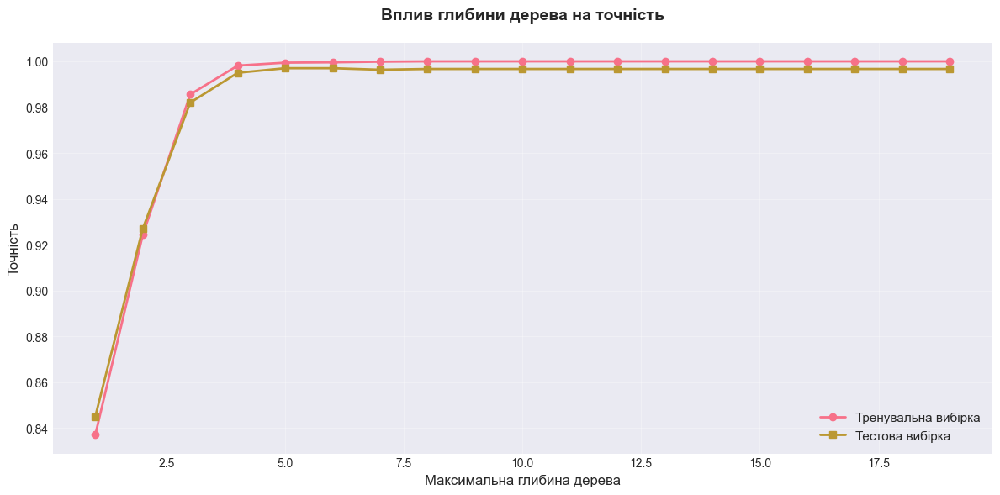 Вплив глибини дерева на точність
1.00
0.98
0.96
0.94
0.92
0.90
0.88
0.86
0.84
Точність
2.5 5.0 7.5 10.0 12.5 15.0 17.5
Максимальна глибина дерева
Тренувальна вибірка
Тестова вибірка